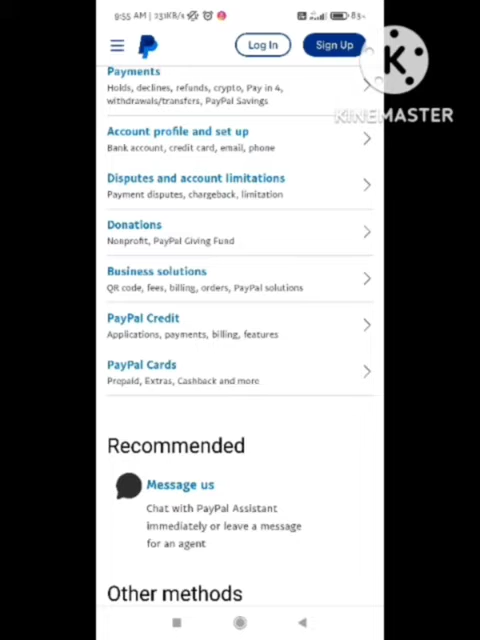 9:55 AM | 233KB/s
83%
Log In
Sign Up
K
KINEMASTER
Payments
Holds, declines, refunds, crypto, Pay in 4,
withdrawals/transfers, PayPal Savings
Account profile and set up
Bank account, credit card, email, phone
Disputes and account limitations
Payment disputes, chargeback, limitation
Donations
Nonprofit, PayPal Giving Fund
Business solutions
QR code, fees, billing, orders, PayPal solutions
PayPal Credit
Applications, payments, billing, features
PayPal Cards
Prepaid, Extras, Cashback and more
Recommended
Message us
Chat with PayPal Assistant
immediately or leave a message
for an agent
Other methods